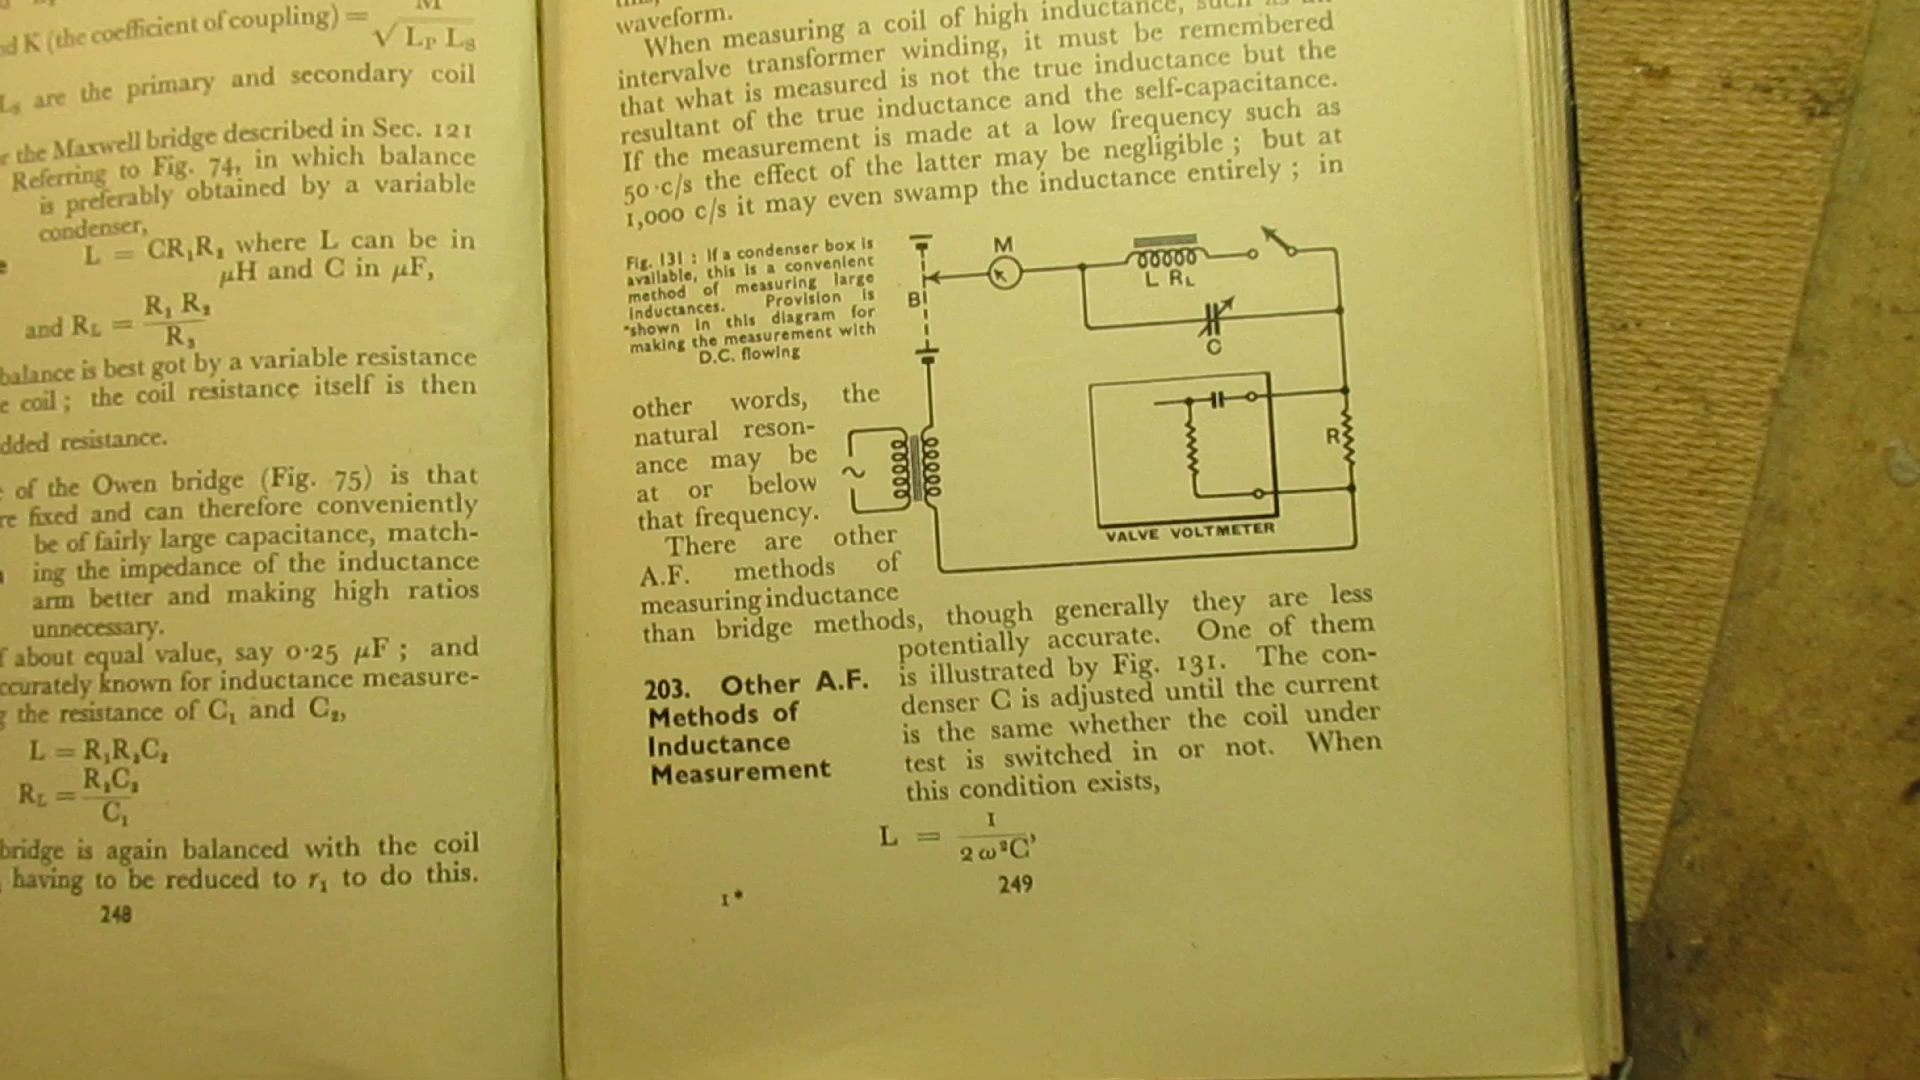 nd K (the coefficient of coupling) = M
√ Lₚ Lₛ
Lₛ are the primary and secondary coil
r the Maxwell bridge described in Sec. 121
Referring to Fig. 74, in which balance
is preferably obtained by a variable
condenser,
L = CR₁R₃ where L can be in
μH and C in μF,
and R_L = R₁ R₃
R₂
balance is best got by a variable resistance
e coil ; the coil resistance itself is then
dded resistance.
of the Owen bridge (Fig. 75) is that
re fixed and can therefore conveniently
be of fairly large capacitance, match-
ing the impedance of the inductance
arm better and making high ratios
unnecessary.
f about equal value, say 0·25 μF ; and
ccurately known for inductance measure-
g the resistance of C₁ and C₂,
L = R₁R₃C₂
R_L =
C₁
bridge is again balanced with the coil
having to be reduced to r₁ to do this.
248
waveform.
When measuring a coil of high inductance, such as an
intervalve transformer winding, it must be remembered
that what is measured is not the true inductance but the
resultant of the true inductance and the self-capacitance.
If the measurement is made at a low frequency such as
50 c/s the effect of the latter may be negligible ; but at
1,000 c/s it may even swamp the inductance entirely ; in
Fig. 131 : If a condenser box is
available, this is a convenient
method of measuring large
inductances. Provision is
shown in this diagram for
making the measurement with
D.C. flowing
M
L R_L
B
C
R
VALVE VOLTMETER
other words, the
natural reson-
ance may be
at or below
that frequency.
There are other
A.F. methods of
measuring inductance
than bridge methods, though generally they are less
potentially accurate. One of them
203. Other A.F.
Methods of
Inductance
Measurement
is illustrated by Fig. 131. The con-
denser C is adjusted until the current
is the same whether the coil under
test is switched in or not. When
this condition exists,
L = 1
2 ω²C,
1*
249